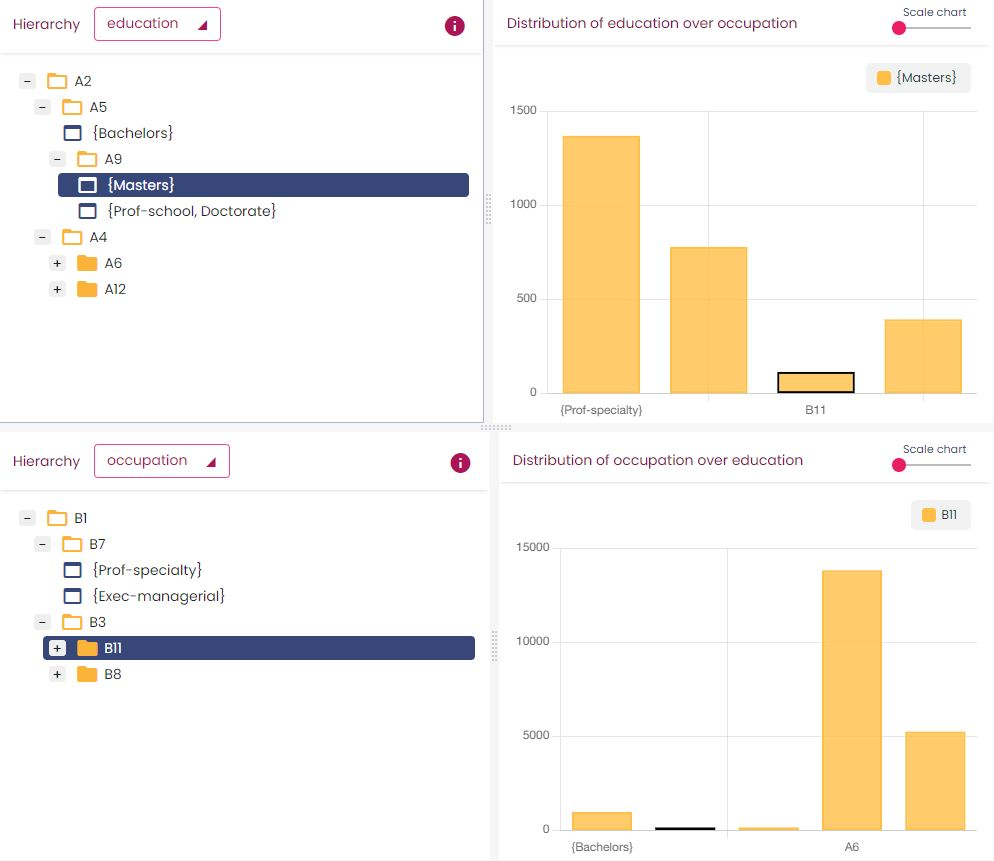 Hierarchy education
i
− A2
− A5
{Bachelors}
− A9
{Masters}
{Prof-school, Doctorate}
− A4
+ A6
+ A12
Distribution of education over occupation
Scale chart
{Masters}
1500
1000
500
0
{Prof-specialty} B11
Hierarchy occupation
i
− B1
− B7
{Prof-specialty}
{Exec-managerial}
− B3
+ B11
+ B8
Distribution of occupation over education
Scale chart
B11
15000
10000
5000
0
{Bachelors} A6